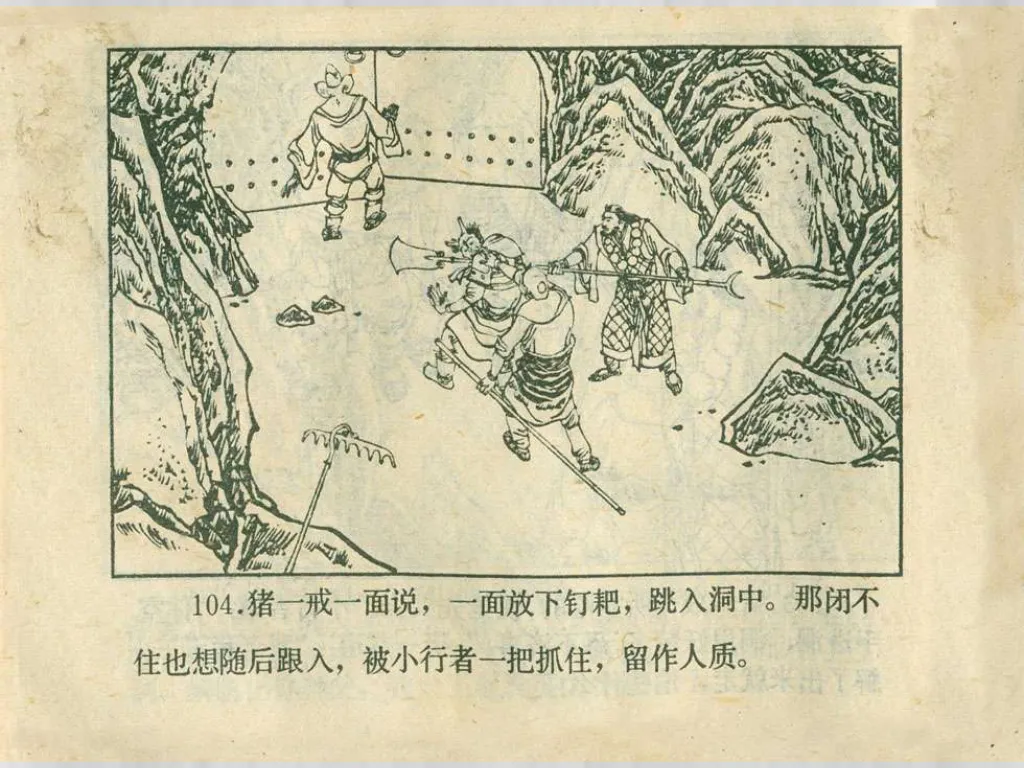 104.猪一戒一面说，一面放下钉耙，跳入洞中。那闭不
住也想随后跟入，被小行者一把抓住，留作人质。